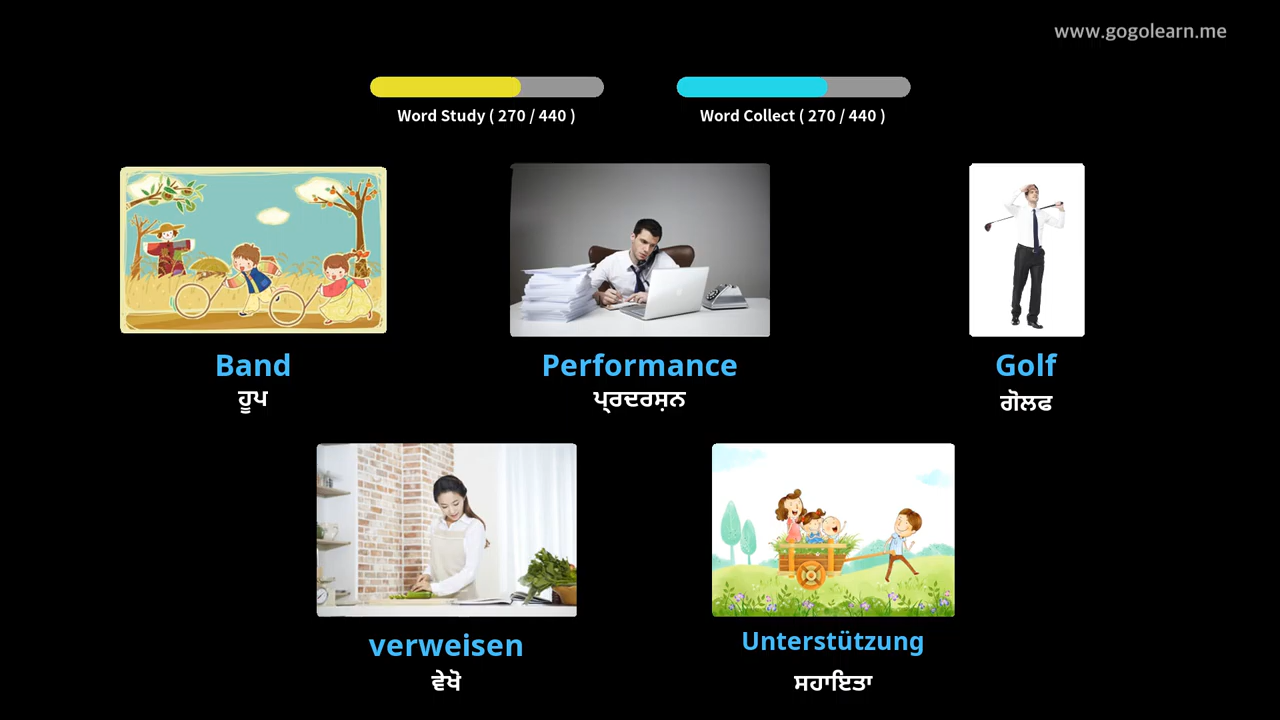 www.gogolearn.me
Word Study ( 270 / 440 )
Word Collect ( 270 / 440 )
Band
ਹੂਪ
Performance
ਪ੍ਰਦਰਸ਼ਨ
Golf
ਗੋਲਫ
verweisen
ਵੇਖੋ
Unterstützung
ਸਹਾਇਤਾ